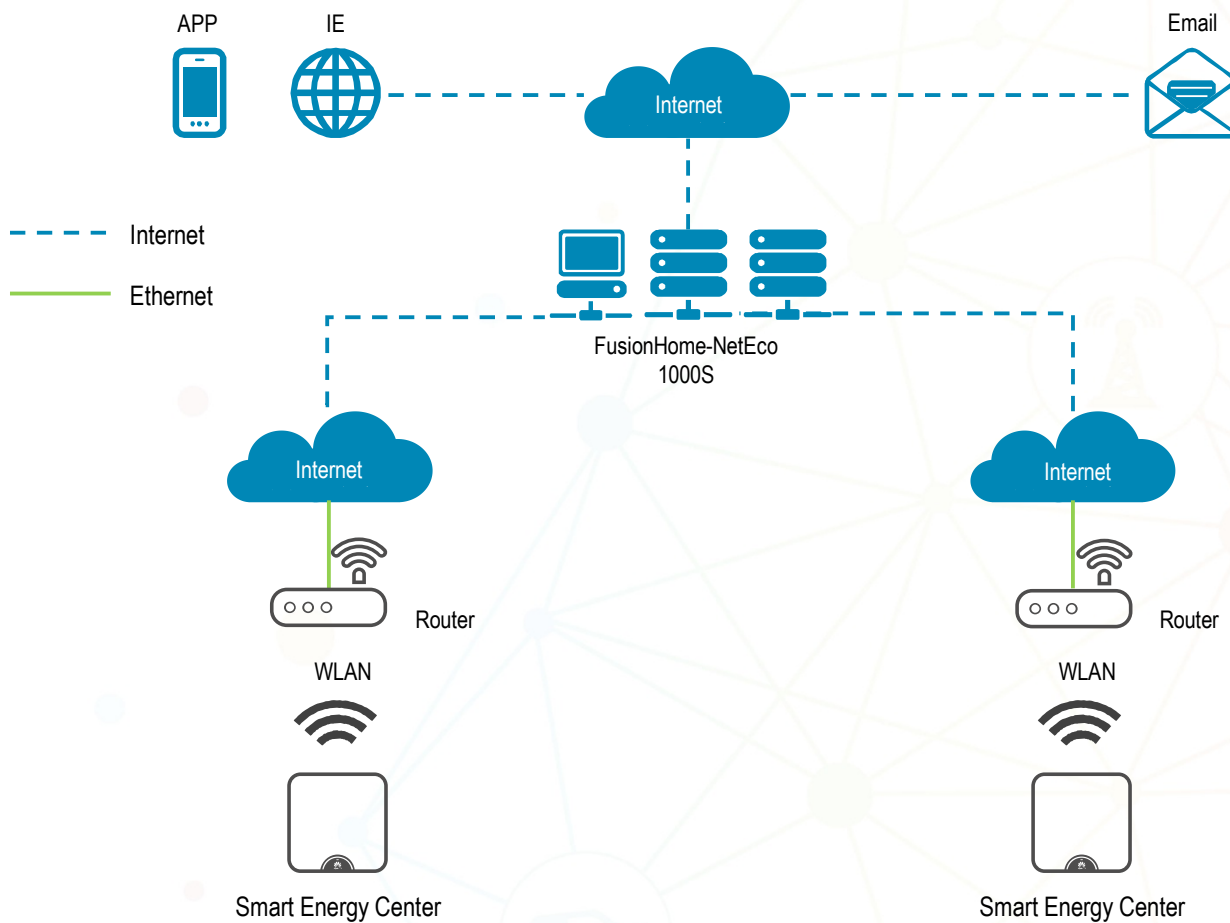 APP
IE
Email
Internet
Internet
Ethernet
FusionHome-NetEco
1000S
Internet
Internet
Router
Router
WLAN
WLAN
Smart Energy Center
Smart Energy Center